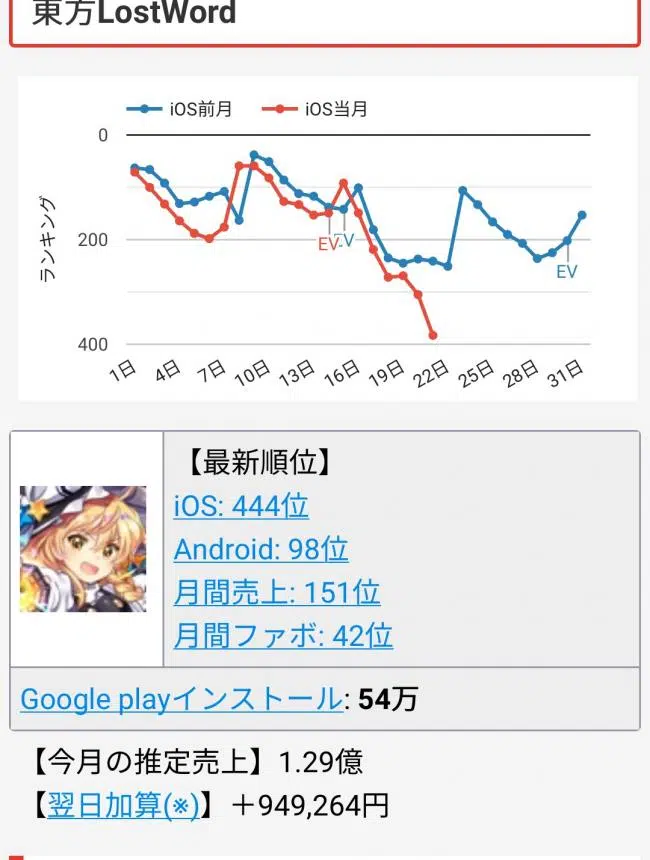 東方LostWord
iOS前月 iOS当月
ランキング
0
200
400
EV EV
EV
1日 4日 7日 10日 13日 16日 19日 22日 25日 28日 31日
【最新順位】
iOS: 444位
Android: 98位
月間売上: 151位
月間ファボ: 42位
Google playインストール: 54万
【今月の推定売上】1.29億
【翌日加算(※)】＋949,264円